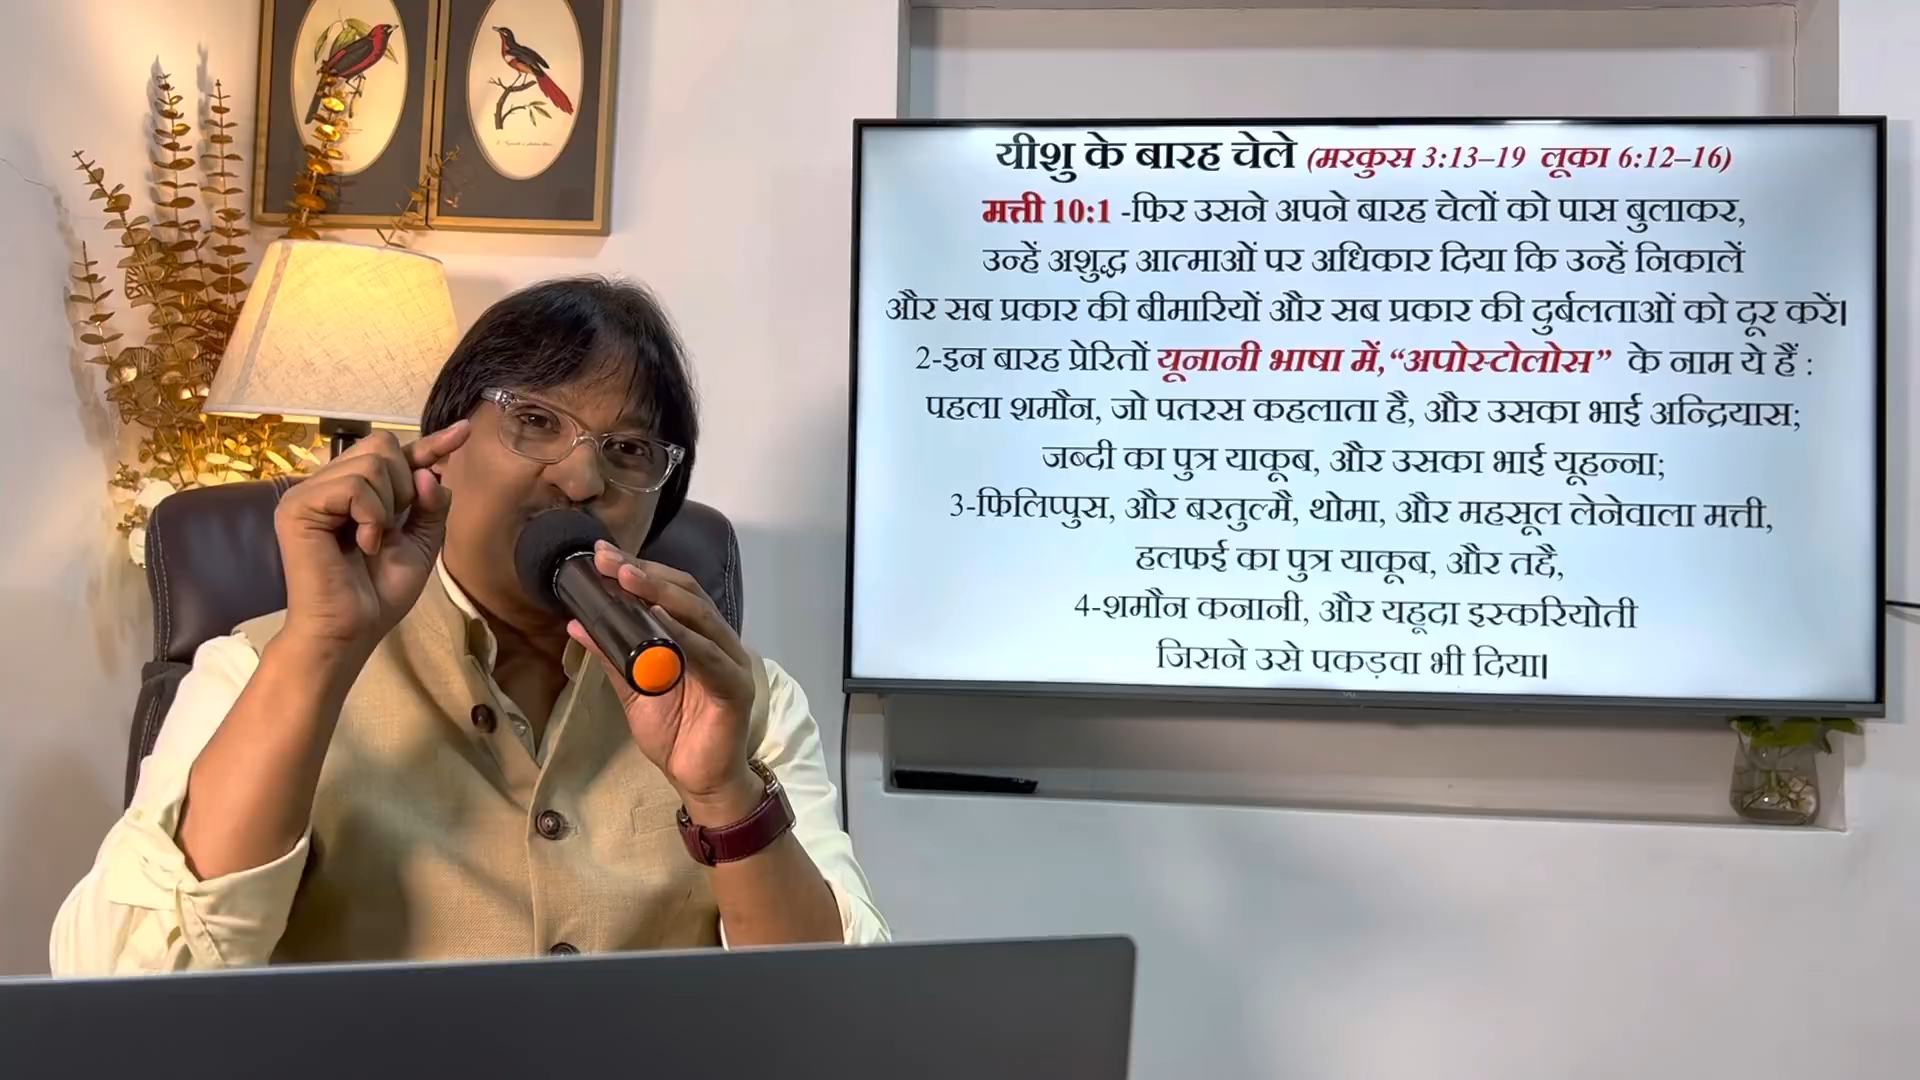 यीशु के बारह चेले (मरकुस 3:13–19 लूका 6:12–16)
मत्ती 10:1 -फिर उसने अपने बारह चेलों को पास बुलाकर,
उन्हें अशुद्ध आत्माओं पर अधिकार दिया कि उन्हें निकालें
और सब प्रकार की बीमारियों और सब प्रकार की दुर्बलताओं को दूर करें।
2-इन बारह प्रेरितों यूनानी भाषा में,“अपोस्टोलोस” के नाम ये हैं :
पहला शमौन, जो पतरस कहलाता है, और उसका भाई अन्द्रियास;
जब्दी का पुत्र याकूब, और उसका भाई यूहन्ना;
3-फिलिप्पुस, और बरतुल्मै, थोमा, और महसूल लेनेवाला मत्ती,
हलफई का पुत्र याकूब, और तद्दै,
4-शमौन कनानी, और यहूदा इस्करियोती
जिसने उसे पकड़वा भी दिया।